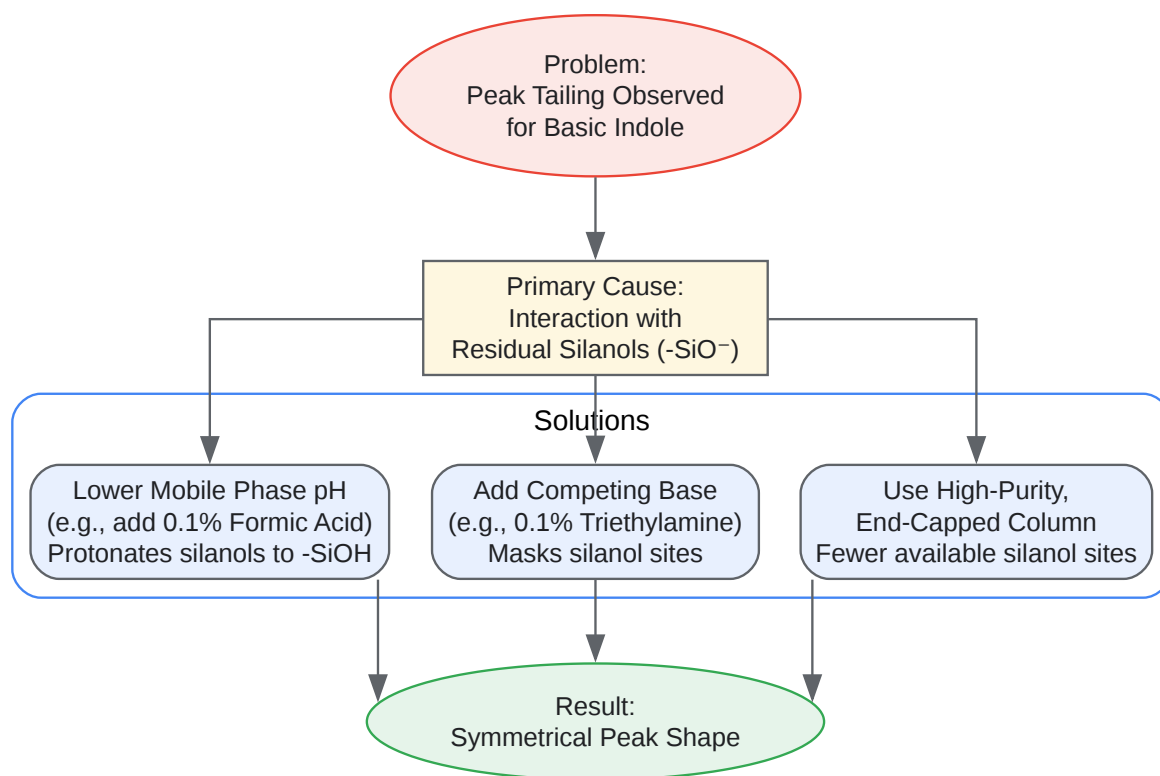 Problem:
Peak Tailing Observed
for Basic Indole
Primary Cause:
Interaction with
Residual Silanols (-SiO⁻)
Solutions
Lower Mobile Phase pH
(e.g., add 0.1% Formic Acid)
Protonates silanols to -SiOH
Add Competing Base
(e.g., 0.1% Triethylamine)
Masks silanol sites
Use High-Purity,
End-Capped Column
Fewer available silanol sites
Result:
Symmetrical Peak Shape